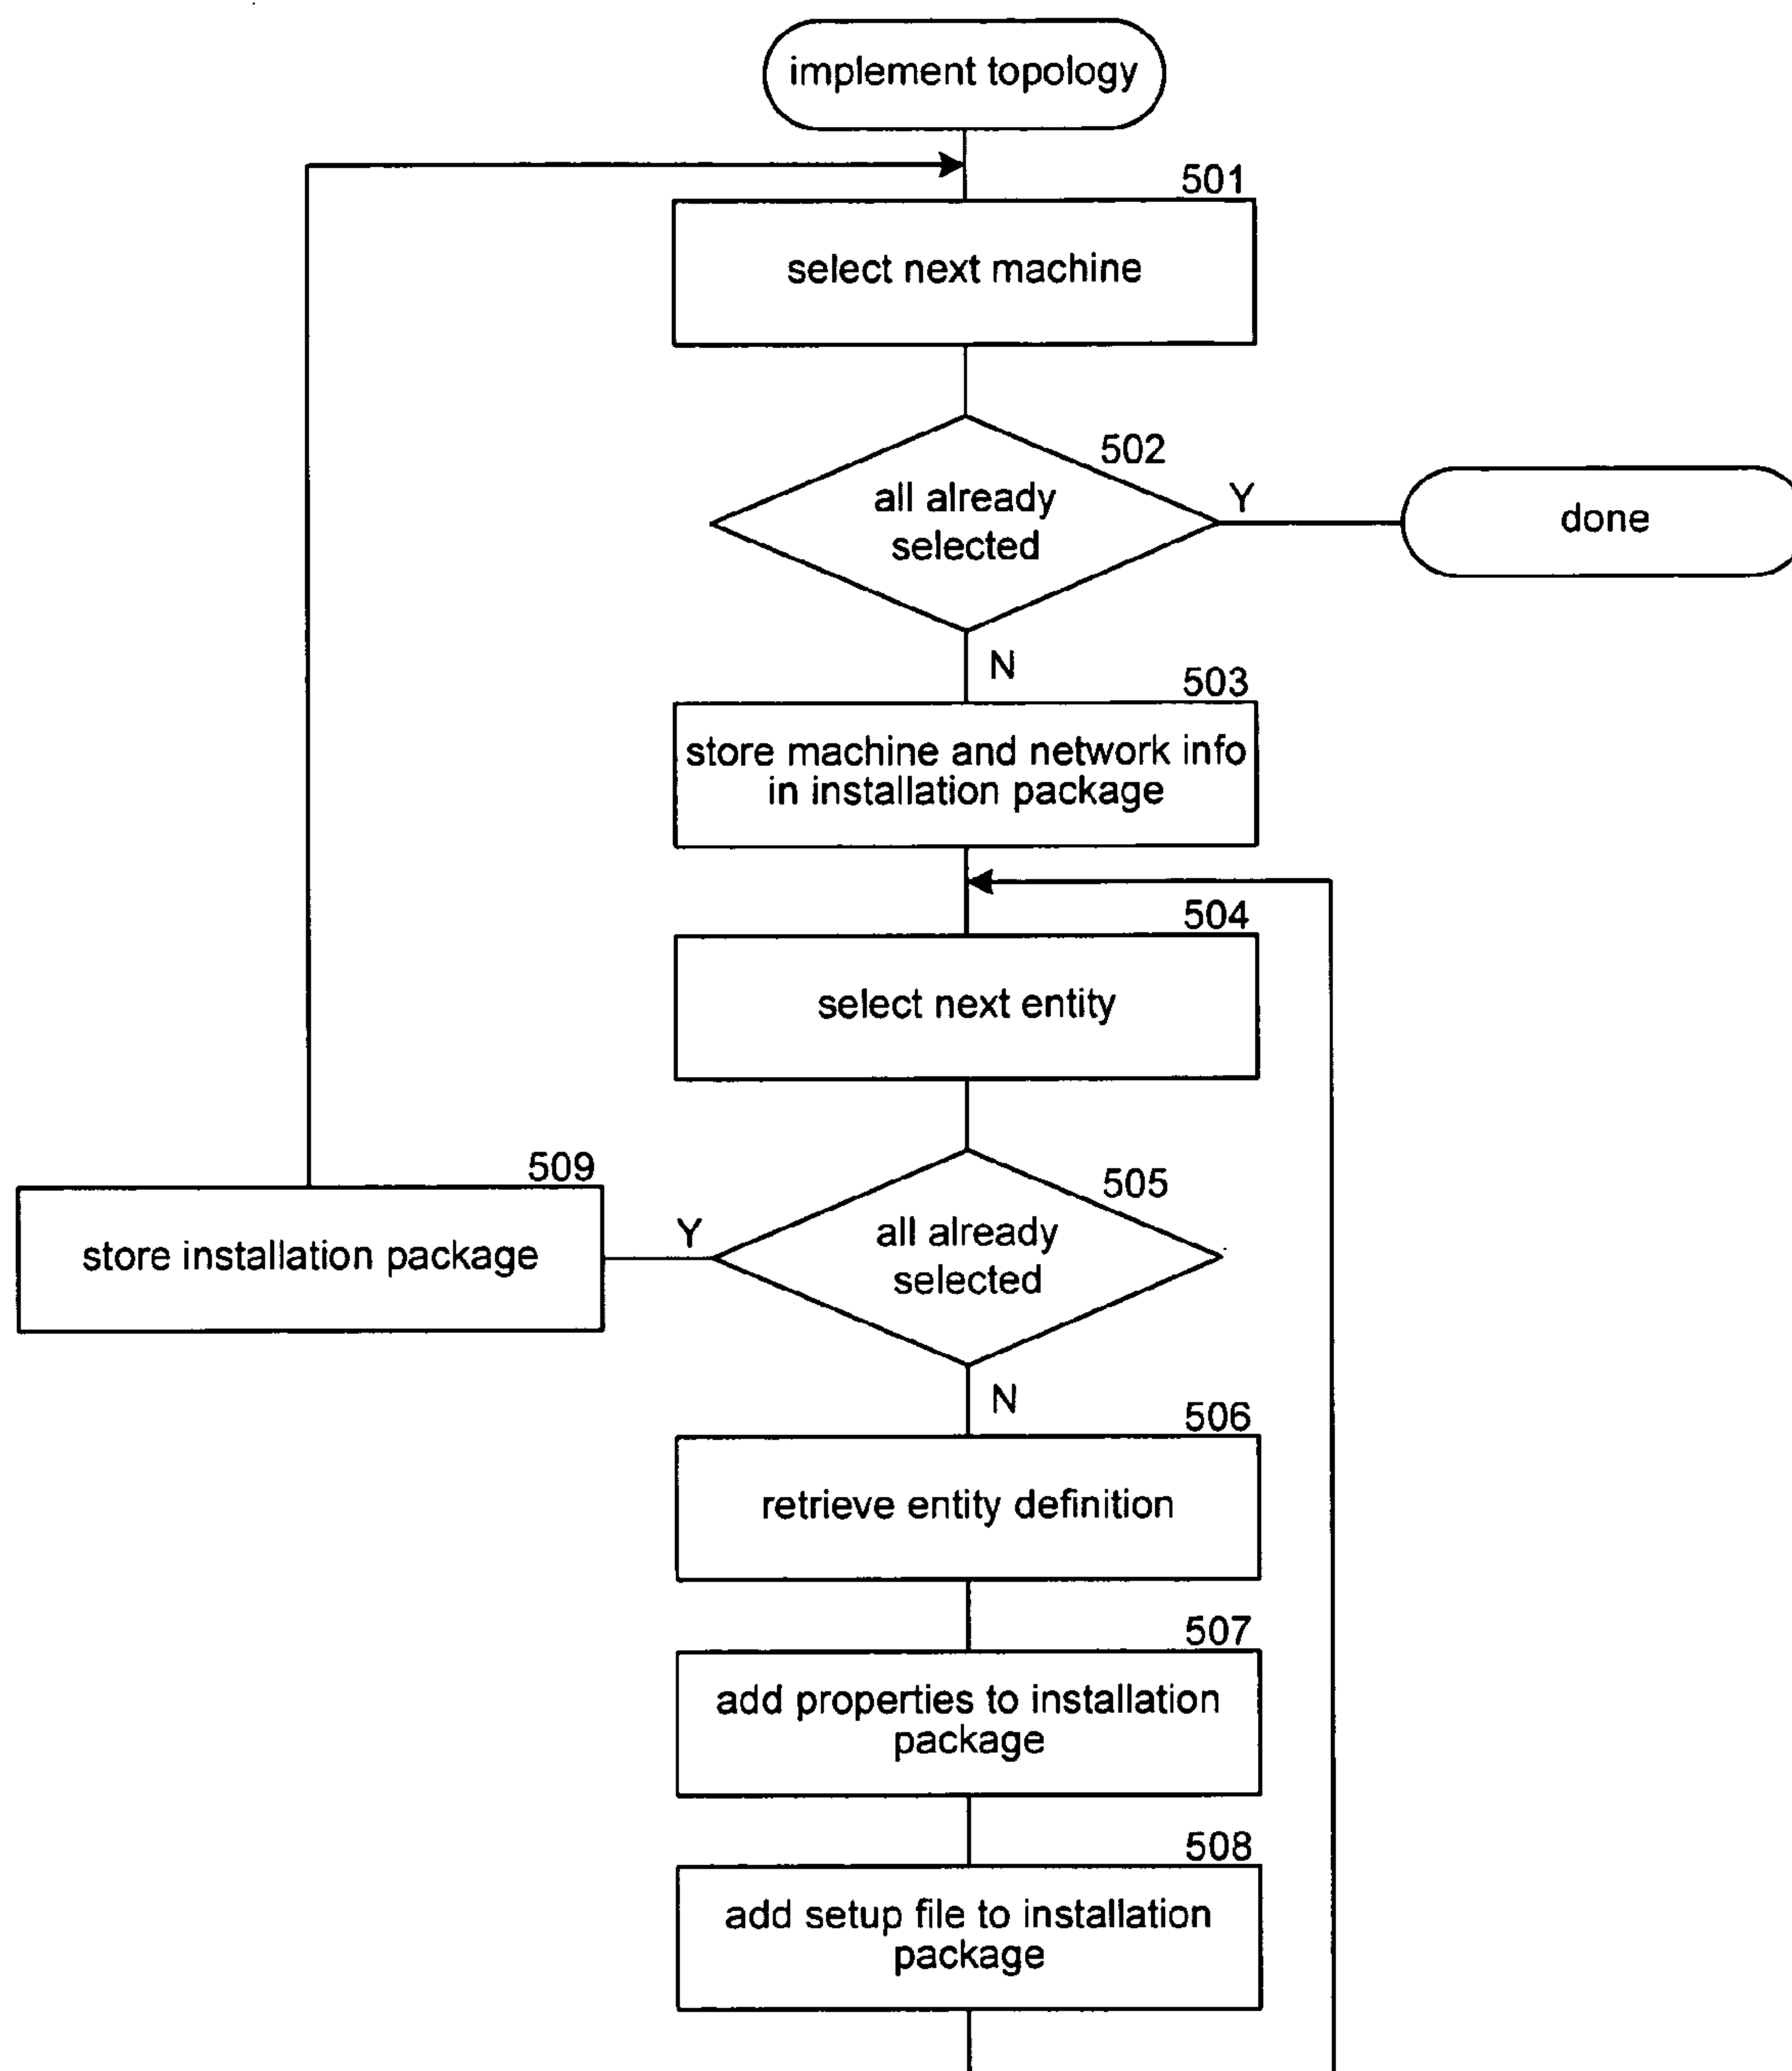 implement topology
501
select next machine
502
all already
selected
Y
done
N
503
store machine and network info
in installation package
504
select next entity
509
store installation package
Y
505
all already
selected
N
506
retrieve entity definition
507
add properties to installation
package
508
add setup file to installation
package